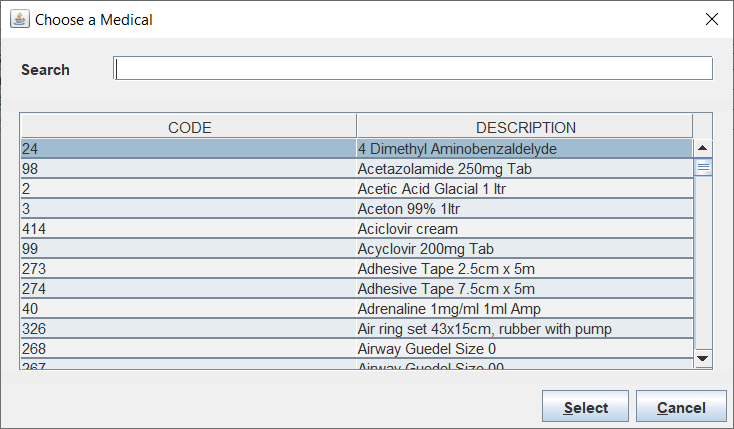 Choose a Medical
Search
CODE DESCRIPTION
24 4 Dimethyl Aminobenzaldelyde
98 Acetazolamide 250mg Tab
2 Acetic Acid Glacial 1 ltr
3 Aceton 99% 1ltr
414 Aciclovir cream
99 Acyclovir 200mg Tab
273 Adhesive Tape 2.5cm x 5m
274 Adhesive Tape 7.5cm x 5m
40 Adrenaline 1mg/ml 1ml Amp
326 Air ring set 43x15cm, rubber with pump
268 Airway Guedel Size 0
267 Airway Guedel Size 00
Select Cancel